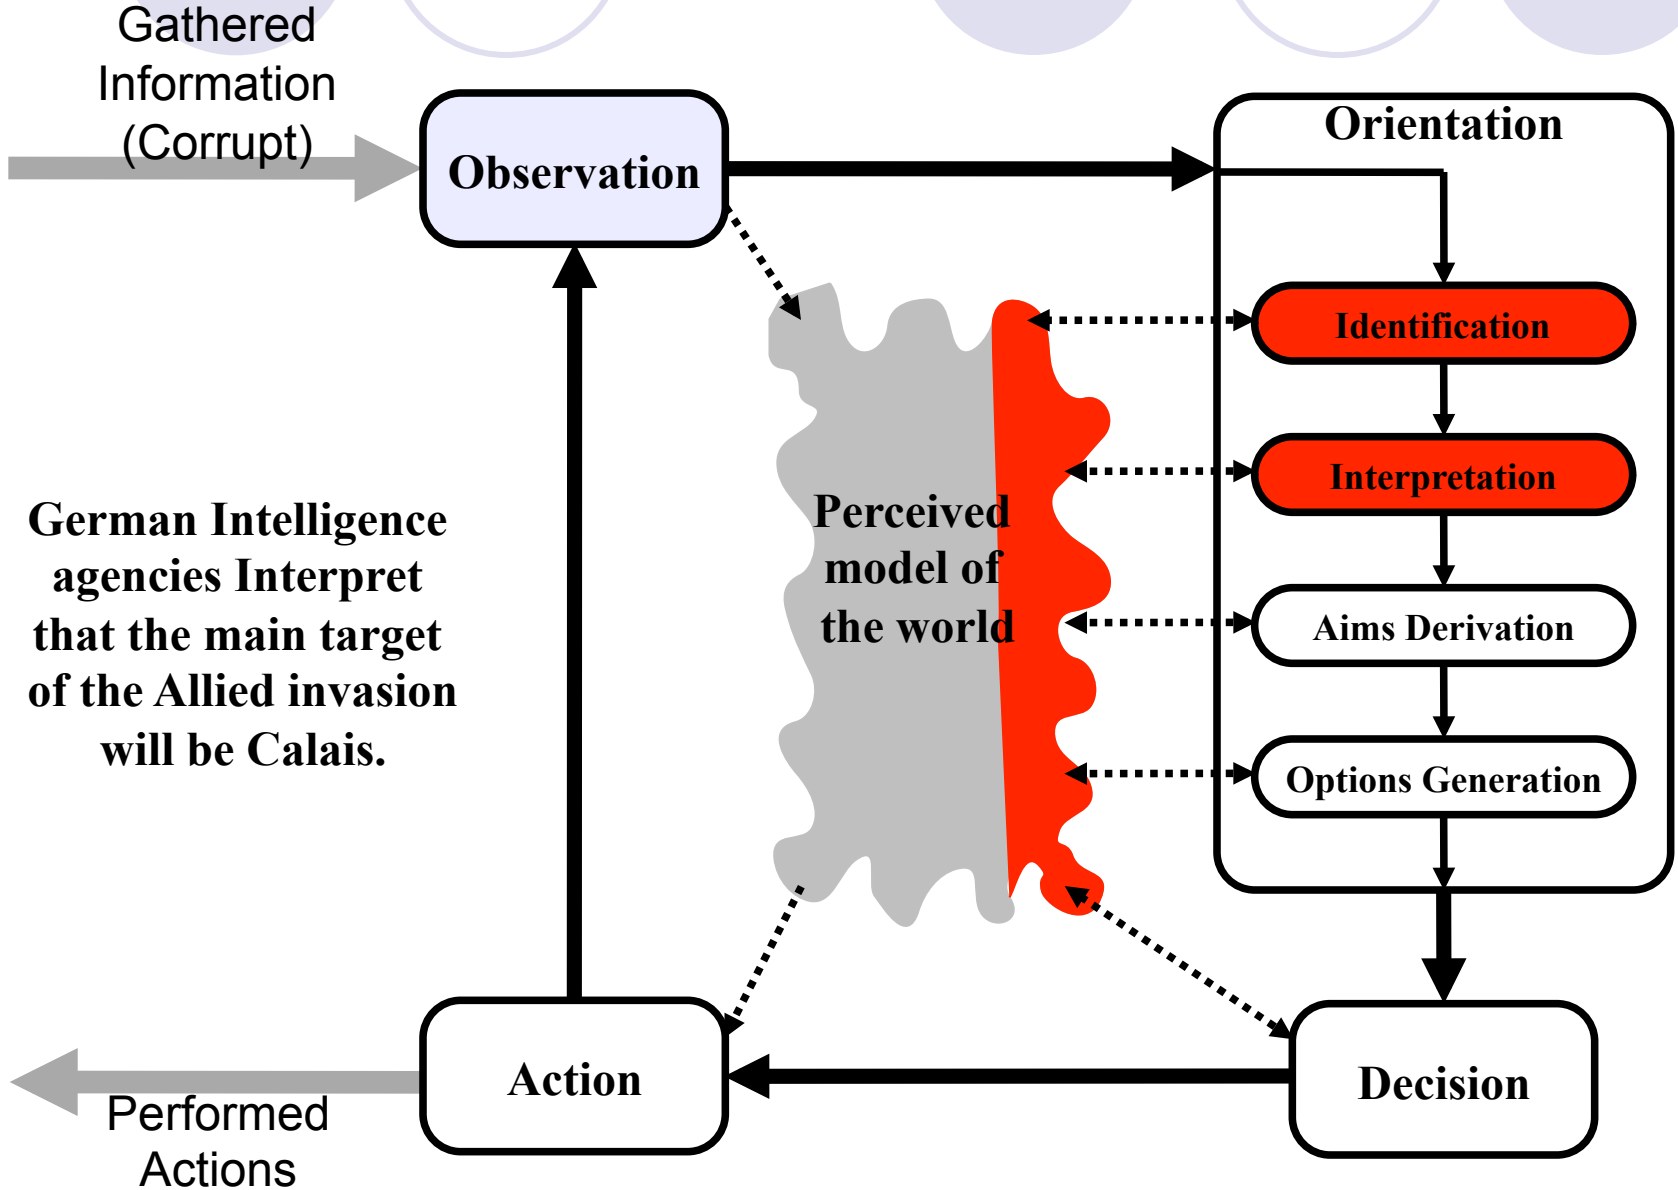 Gathered
Information
(Corrupt)
Observation
Orientation
Identification
Interpretation
Aims Derivation
Options Generation
Perceived
model of
the world
German Intelligence
agencies Interpret
that the main target
of the Allied invasion
will be Calais.
Action
Decision
Performed
Actions